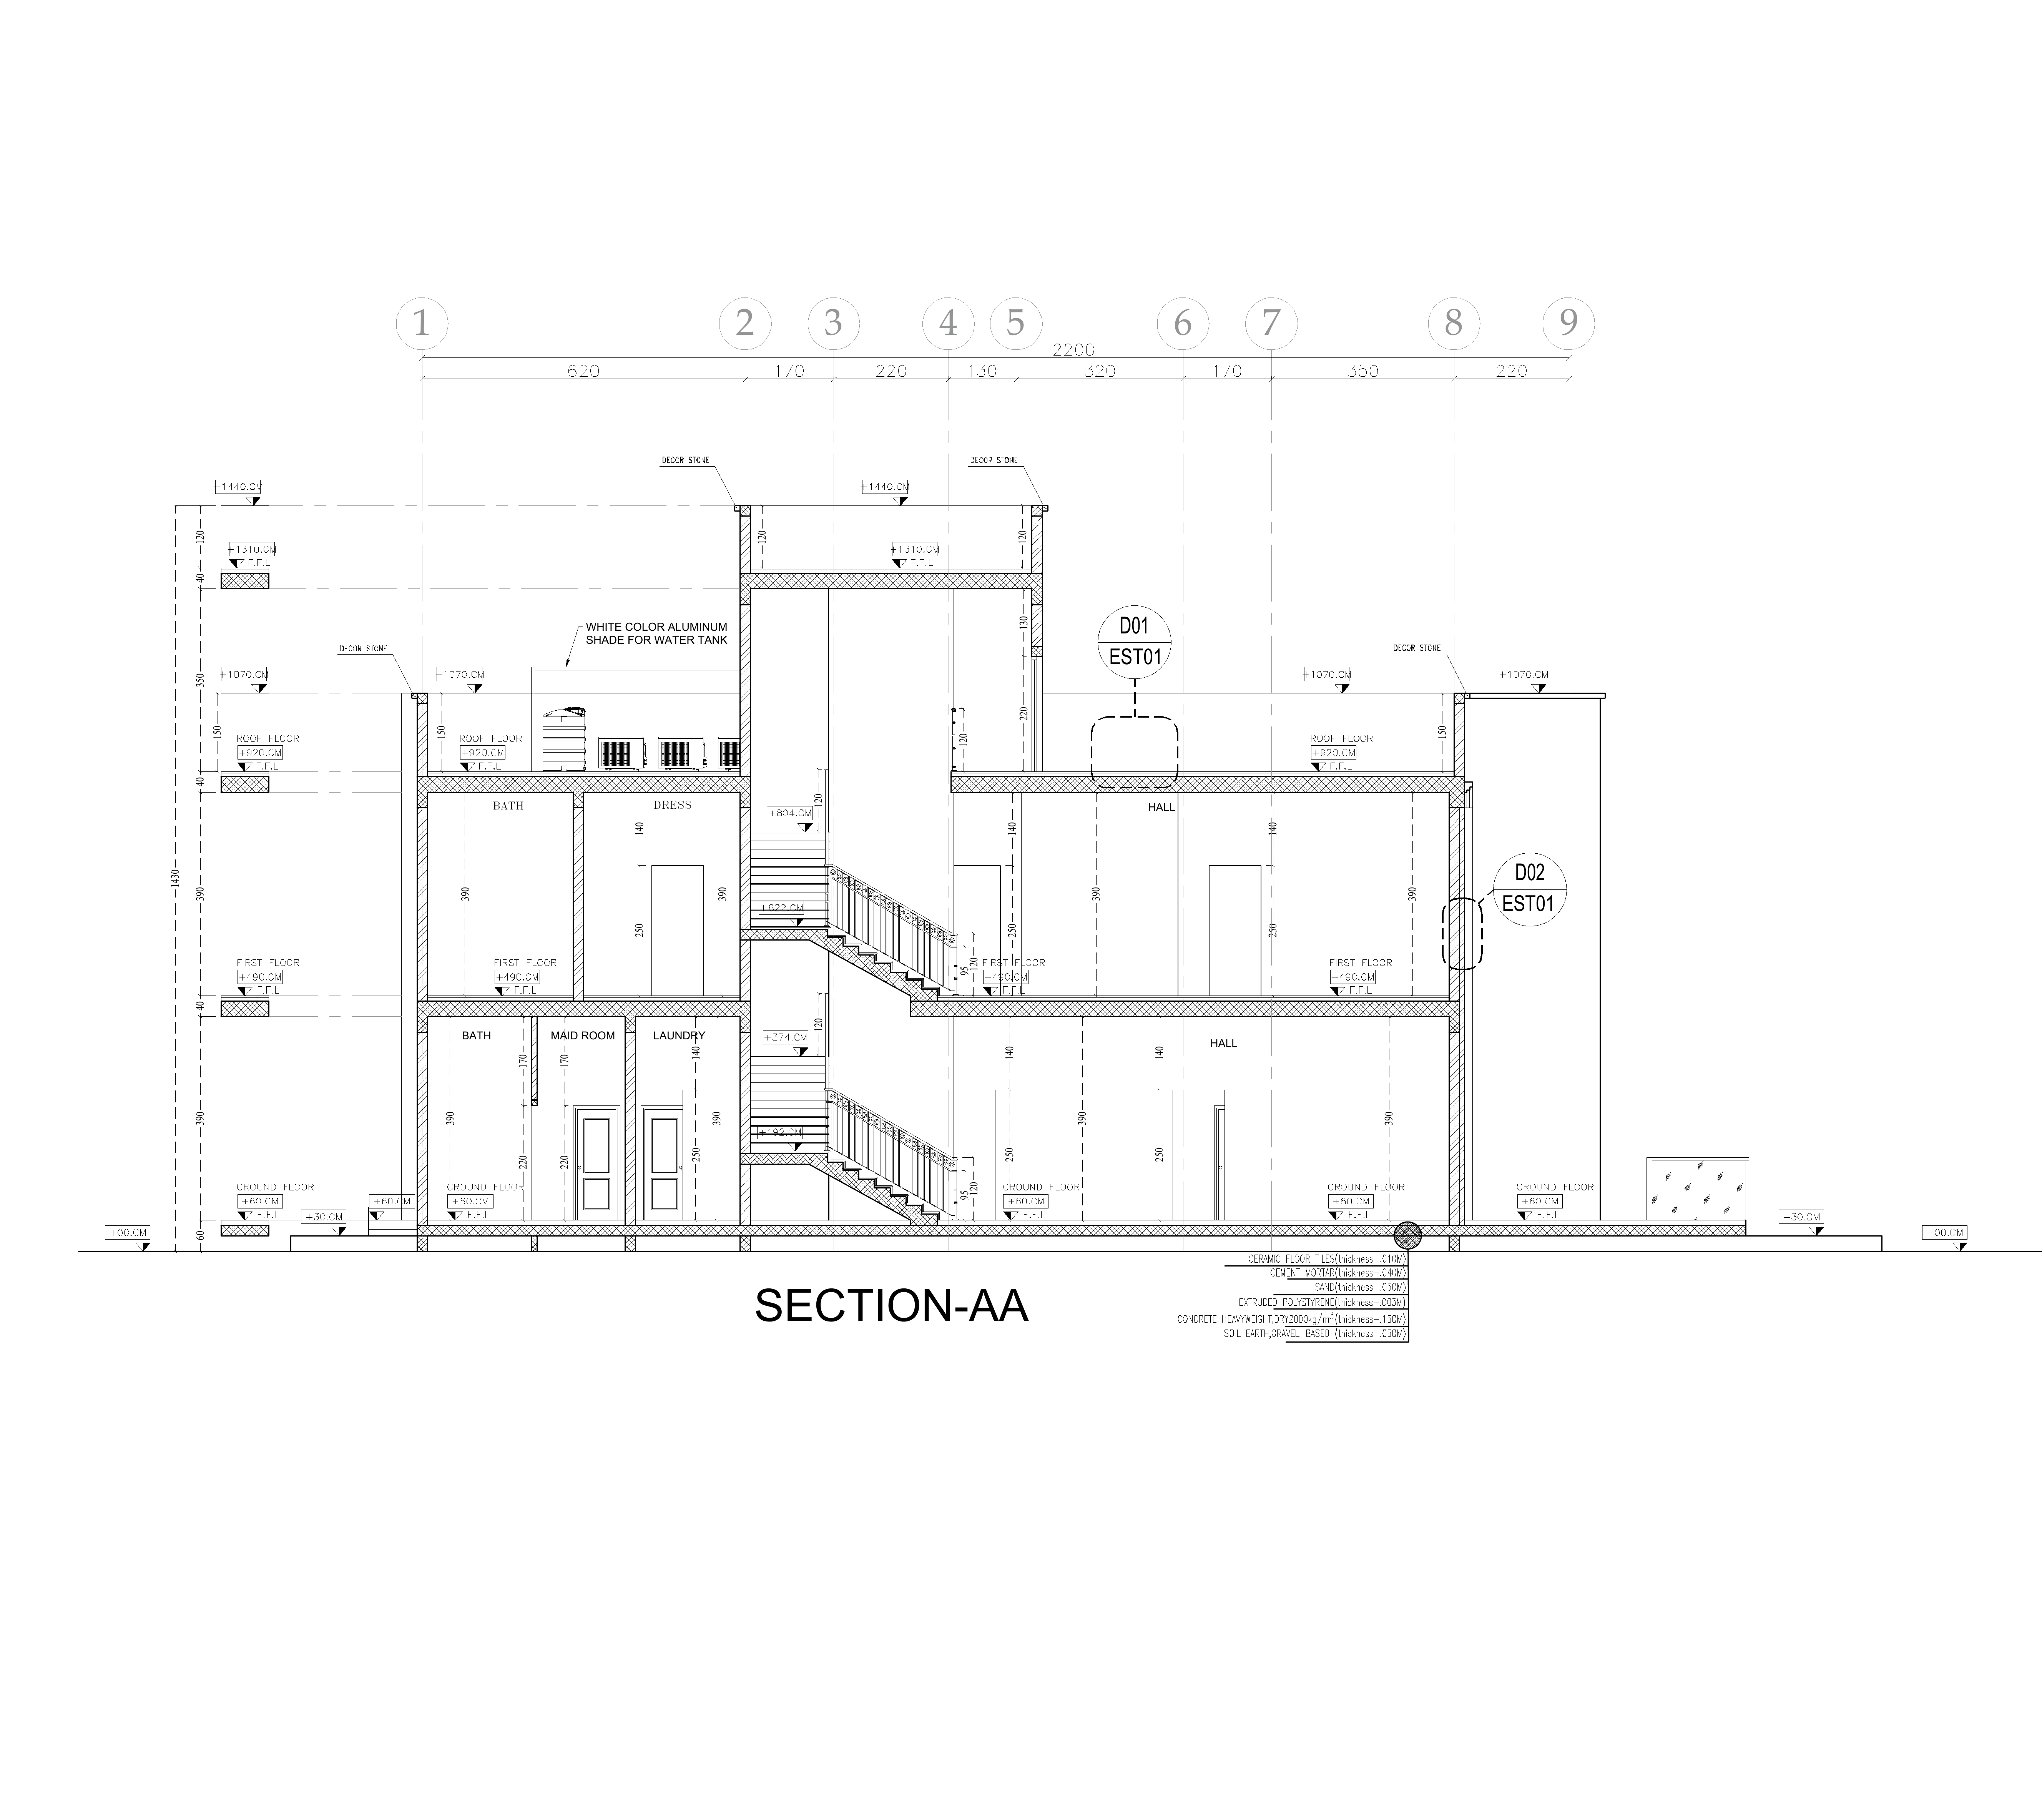 1 2 3 4 5 6 7 8 9
2200
620 170 220 130 320 170 350 220
DECOR STONE DECOR STONE
+1440.CM +1440.CM
120 120 120
+1310.CM +1310.CM
F.F.L F.F.L
40
WHITE COLOR ALUMINUM
SHADE FOR WATER TANK
130
D01
EST01
DECOR STONE DECOR STONE
+1070.CM +1070.CM +1070.CM +1070.CM
350
150 150 220 120 150
ROOF FLOOR ROOF FLOOR ROOF FLOOR
+920.CM +920.CM +920.CM
F.F.L F.F.L F.F.L
40
BATH DRESS HALL
120
+804.CM
140 140 140
1430
D02
EST01
390 390 390 390 390
+622.CM
250 250 250
95 120
FIRST FLOOR FIRST FLOOR FIRST FLOOR FIRST FLOOR
+490.CM +490.CM +490.CM +490.CM
F.F.L F.F.L F.F.L F.F.L
40
BATH MAID ROOM LAUNDRY HALL
120
+374.CM
170 170 140 140 140
390 390 390 390 390
+192.CM
220 220 250 250 250
95 120
GROUND FLOOR GROUND FLOOR GROUND FLOOR GROUND FLOOR GROUND FLOOR
+60.CM +60.CM +60.CM +60.CM +60.CM +60.CM
F.F.L F.F.L F.F.L F.F.L F.F.L
+30.CM +30.CM
+00.CM 60 +00.CM
CERAMIC FLOOR TILES(thickness-.010M)
CEMENT MORTAR(thickness-.040M)
SAND(thickness-.050M)
EXTRUDED POLYSTYRENE(thickness-.003M)
CONCRETE HEAVYWEIGHT,DRY2000kg/m³(thickness-.150M)
SOIL EARTH,GRAVEL-BASED (thickness-.050M)
SECTION-AA